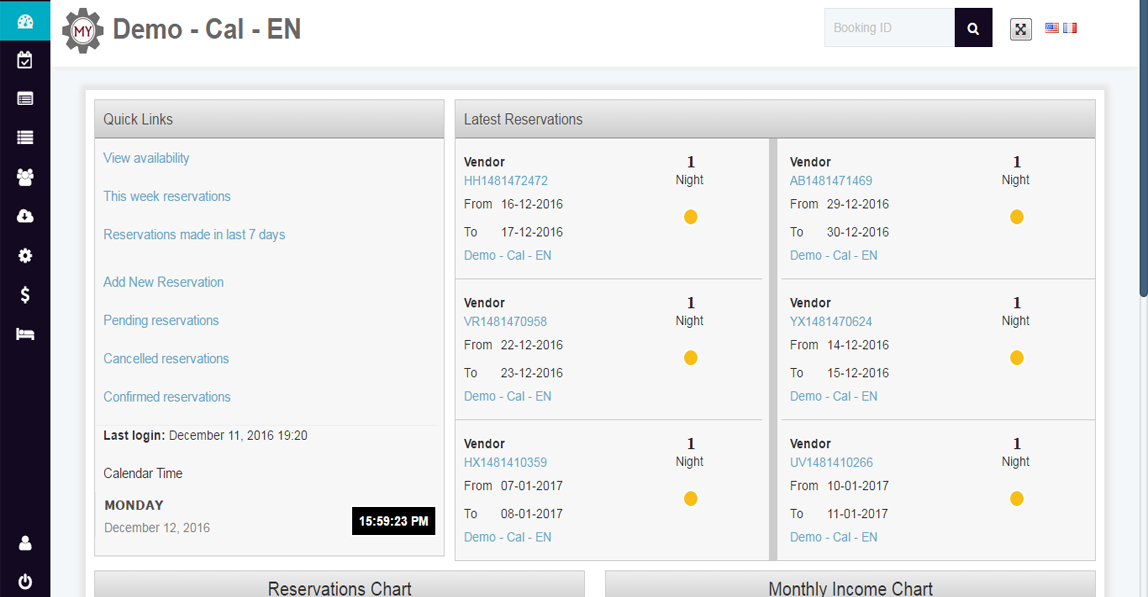 MY
Demo - Cal - EN
Booking ID
Quick Links
View availability
This week reservations
Reservations made in last 7 days
Add New Reservation
Pending reservations
Cancelled reservations
Confirmed reservations
Last login: December 11, 2016 19:20
Calendar Time
MONDAY
December 12, 2016
15:59:23 PM
Latest Reservations
Vendor
1
HH1481472472
Night
From 16-12-2016
To 17-12-2016
Demo - Cal - EN
Vendor
1
AB1481471469
Night
From 29-12-2016
To 30-12-2016
Demo - Cal - EN
Vendor
1
VR1481470958
Night
From 22-12-2016
To 23-12-2016
Demo - Cal - EN
Vendor
1
YX1481470624
Night
From 14-12-2016
To 15-12-2016
Demo - Cal - EN
Vendor
1
HX1481410359
Night
From 07-01-2017
To 08-01-2017
Demo - Cal - EN
Vendor
1
UV1481410266
Night
From 10-01-2017
To 11-01-2017
Demo - Cal - EN
Reservations Chart
Monthly Income Chart